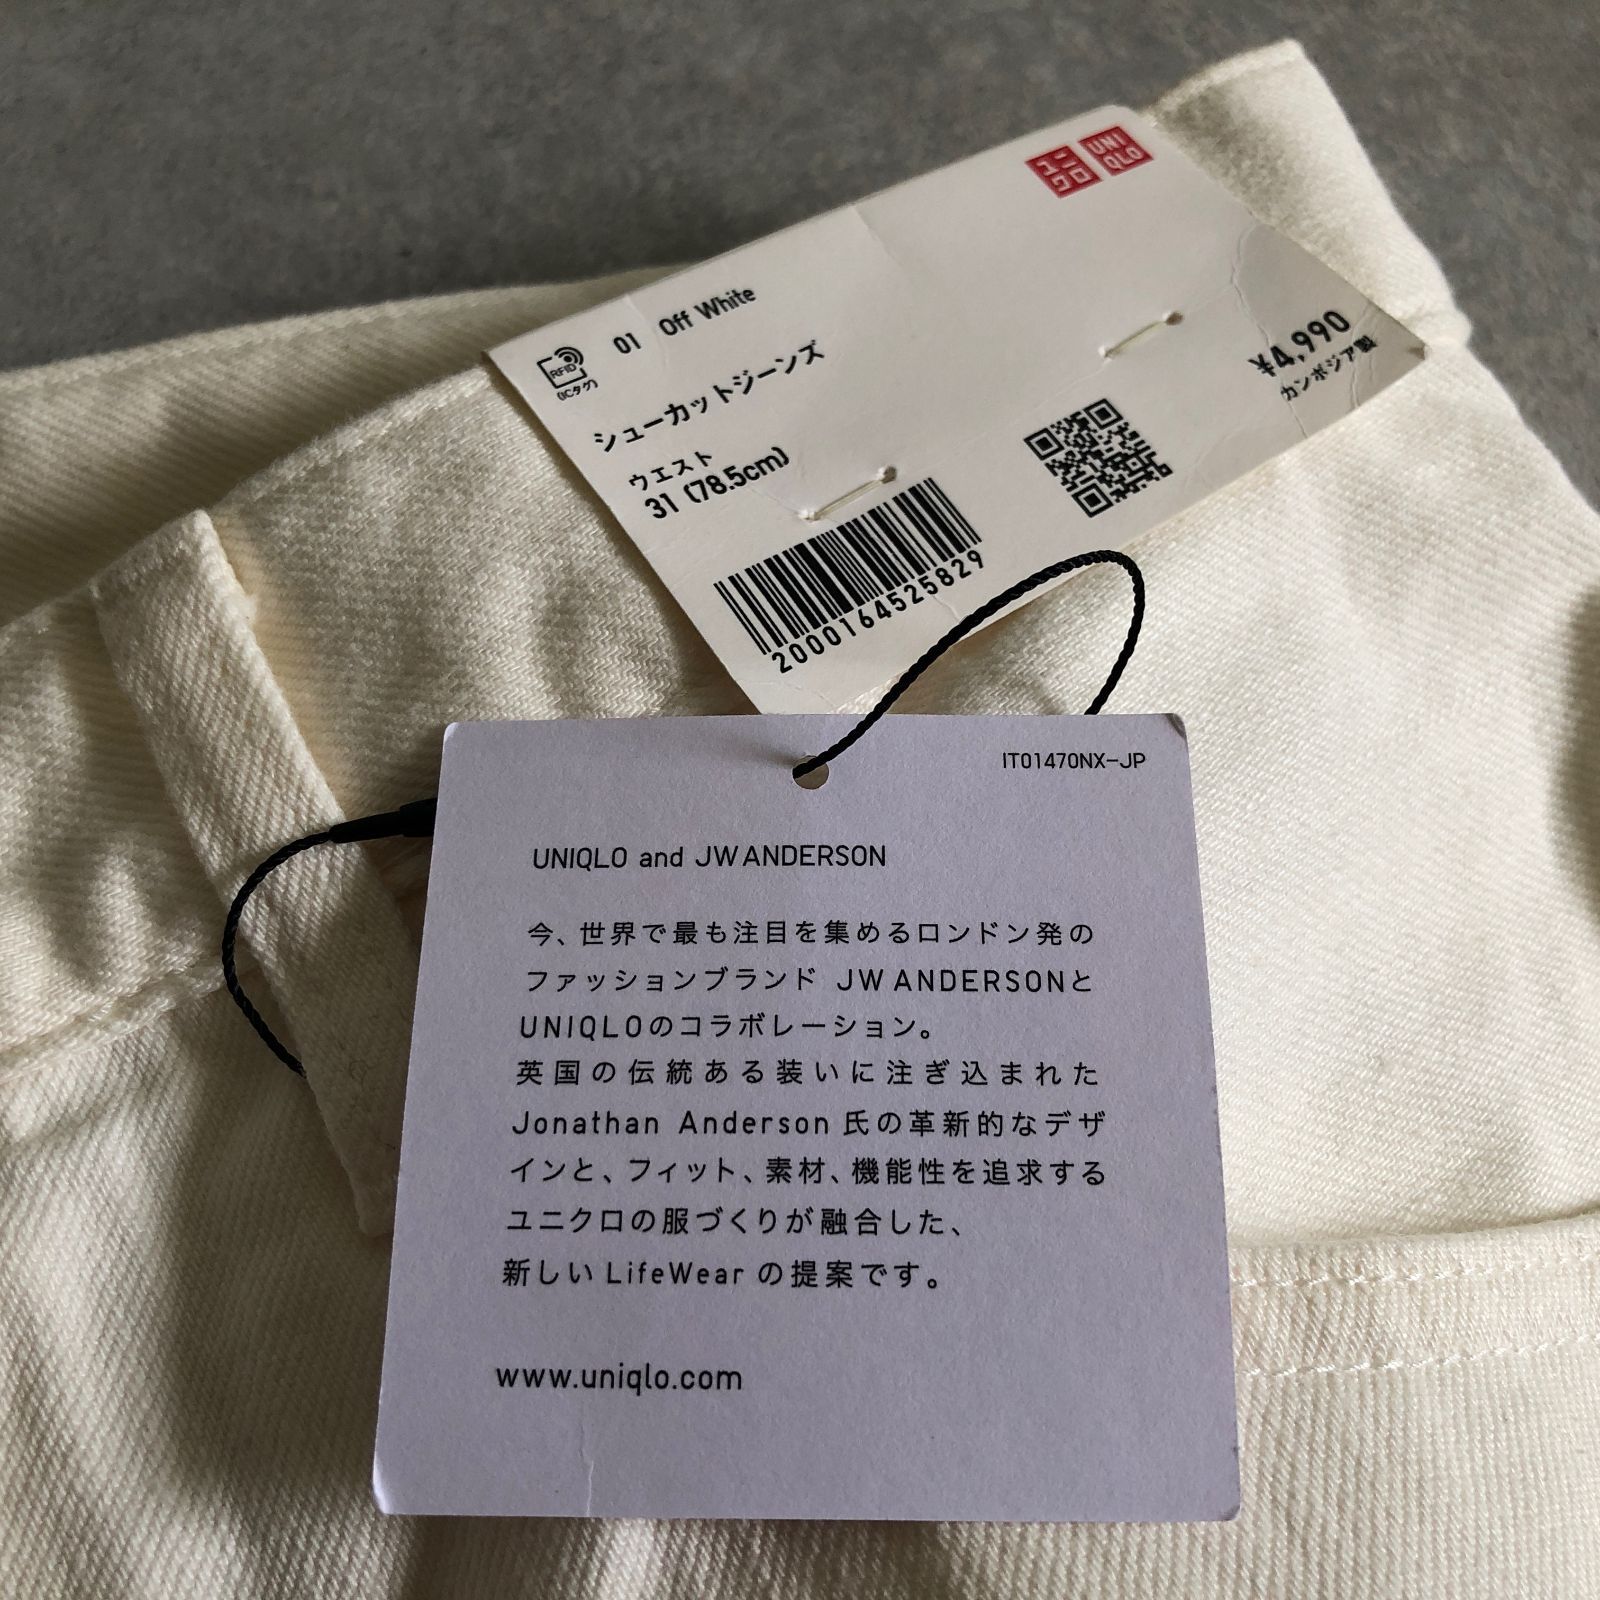 ユニクロ
UNIQLO
RFID
(ICタグ)
01 Off White
シューカットジーンズ
ウエスト
31 (78.5cm)
¥4,990
カンボジア製
2000164525829
IT01470NX-JP
UNIQLO and JW ANDERSON
今、世界で最も注目を集めるロンドン発の
ファッションブランド JW ANDERSONと
UNIQLOのコラボレーション。
英国の伝統ある装いに注ぎ込まれた
Jonathan Anderson 氏の革新的なデザ
インと、フィット、素材、機能性を追求する
ユニクロの服づくりが融合した、
新しい LifeWear の提案です。
www.uniqlo.com